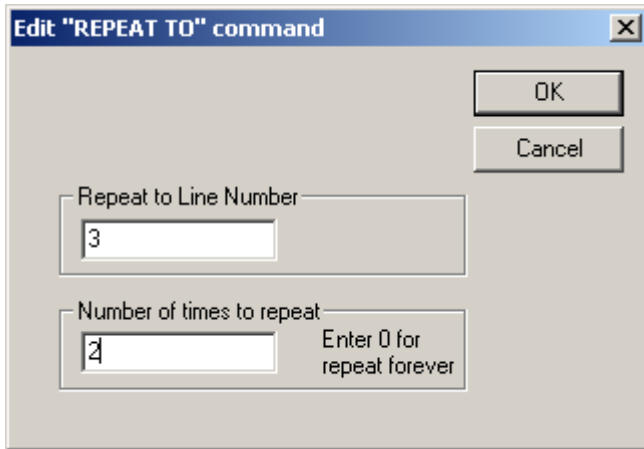 Edit "REPEAT TO" command
OK
Cancel
Repeat to Line Number
3
Number of times to repeat
2
Enter 0 for
repeat forever